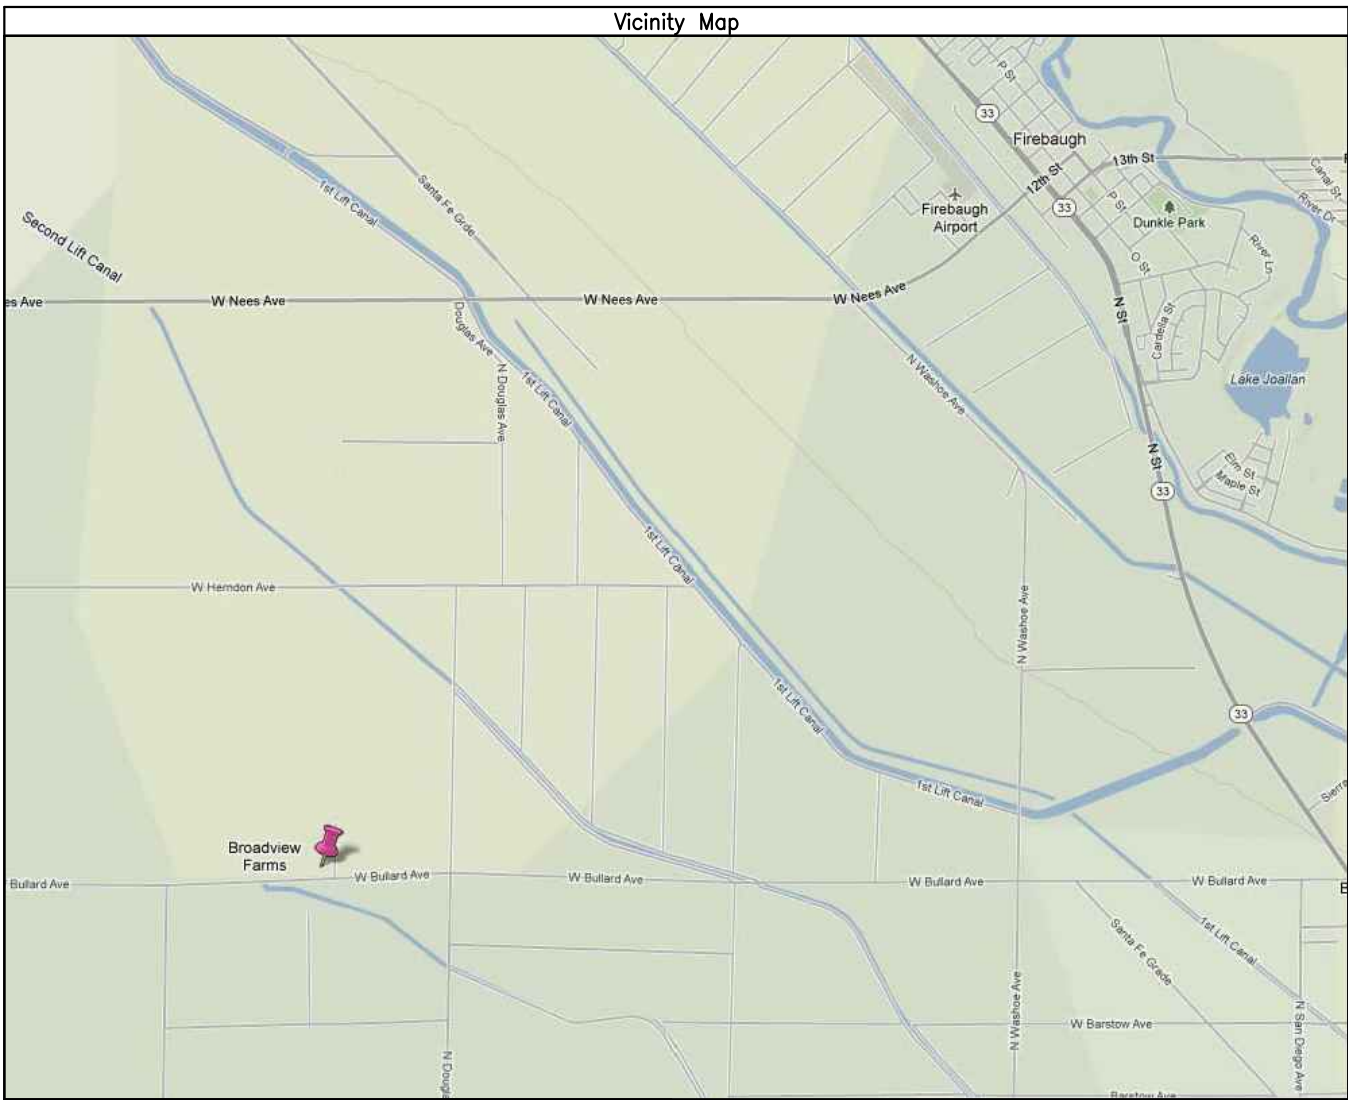 Vicinity Map
P St
33
Firebaugh
13th St
12th St
Canal St
River Dr
Santa Fe Grde
1st Lift Canal
Firebaugh
Airport
33
P St
Dunkle Park
Second Lift Canal
O St
River Ln
es Ave
W Nees Ave
W Nees Ave
W Nees Ave
Douglas Ave
N St
Cardella St
N Douglas Ave
1st Lift Canal
N Washoe Ave
Lake Joallan
N St
Elm St
Maple St
33
1st Lift Canal
W Herndon Ave
N Washoe Ave
1st Lift Canal
33
1st Lift Canal
Sierra
Broadview
Farms
Bullard Ave
W Bullard Ave
W Bullard Ave
W Bullard Ave
W Bullard Ave
B
Santa Fe Grade
1st Lift Canal
N Washoe Ave
W Barstow Ave
N San Diego Ave
N Dougla
Barstow Ave